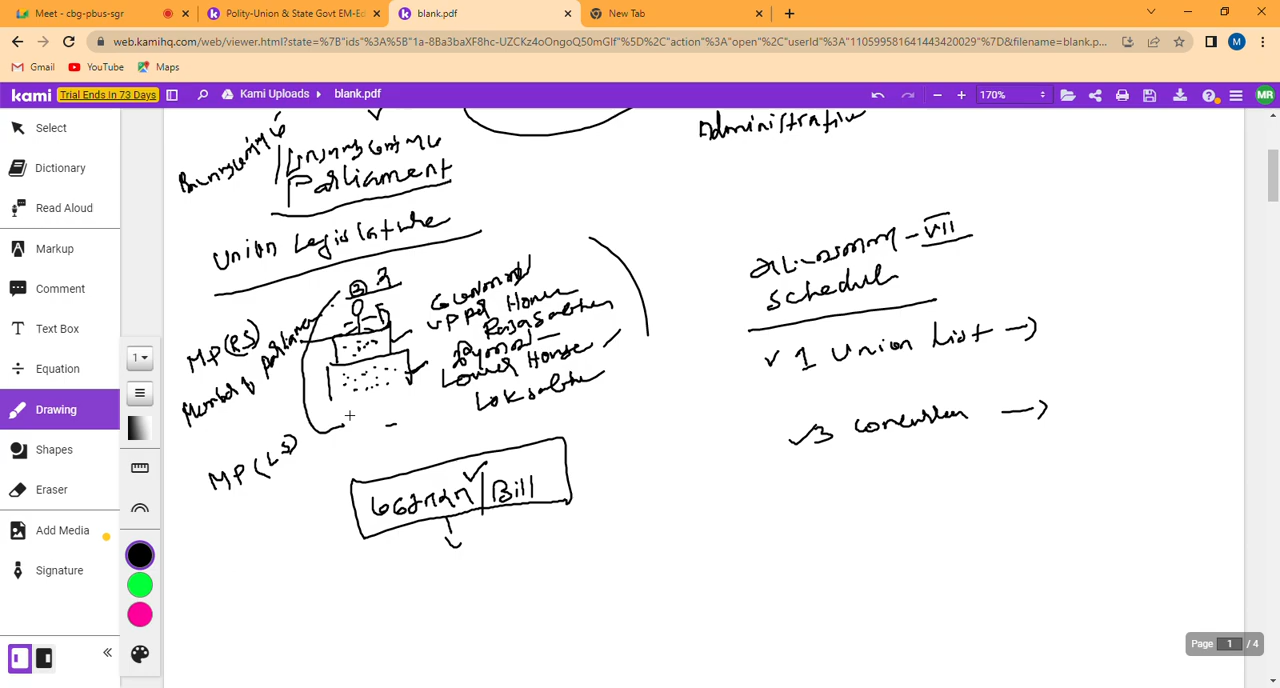 Meet - cbg-pbus-sgr
Polity-Union & State Govt EM-Ed
blank.pdf
New Tab
web.kamihq.com/web/viewer.html?state=%7B"ids"%3A%5B"1a-8Ba3baXF8hc-UZCKz4oOngoQ50mGIf"%5D%2C"action"%3A"open"%2C"userId"%3A"110599581641443420029"%7D&filename=blank.p...
Gmail
YouTube
Maps
kami
Trial Ends In 73 Days
Kami Uploads
blank.pdf
170%
MR
Select
Dictionary
Read Aloud
Markup
Comment
Text Box
Equation
Drawing
Shapes
Eraser
Add Media
Signature
1
Administrative
Parliament
Union Legislature
MP(RS)
Member of parliament
MP(LS)
Upper House
Rajasabha
Lower House
Loksabha
Bill
VII
Schedule
1 Union List
3
Page 1 / 4